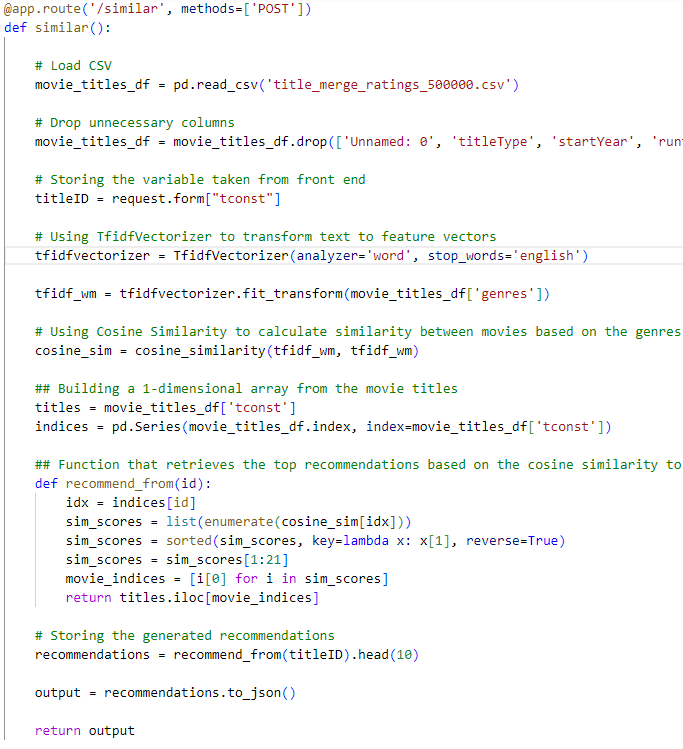 @app.route('/similar', methods=['POST'])
def similar():
# Load CSV
movie_titles_df = pd.read_csv('title_merge_ratings_500000.csv')
# Drop unnecessary columns
movie_titles_df = movie_titles_df.drop(['Unnamed: 0', 'titleType', 'startYear', 'run
# Storing the variable taken from front end
titleID = request.form["tconst"]
# Using TfidfVectorizer to transform text to feature vectors
tfidfvectorizer = TfidfVectorizer(analyzer='word', stop_words='english')
tfidf_wm = tfidfvectorizer.fit_transform(movie_titles_df['genres'])
# Using Cosine Similarity to calculate similarity between movies based on the genres
cosine_sim = cosine_similarity(tfidf_wm, tfidf_wm)
## Building a 1-dimensional array from the movie titles
titles = movie_titles_df['tconst']
indices = pd.Series(movie_titles_df.index, index=movie_titles_df['tconst'])
## Function that retrieves the top recommendations based on the cosine similarity to
def recommend_from(id):
idx = indices[id]
sim_scores = list(enumerate(cosine_sim[idx]))
sim_scores = sorted(sim_scores, key=lambda x: x[1], reverse=True)
sim_scores = sim_scores[1:21]
movie_indices = [i[0] for i in sim_scores]
return titles.iloc[movie_indices]
# Storing the generated recommendations
recommendations = recommend_from(titleID).head(10)
output = recommendations.to_json()
return output